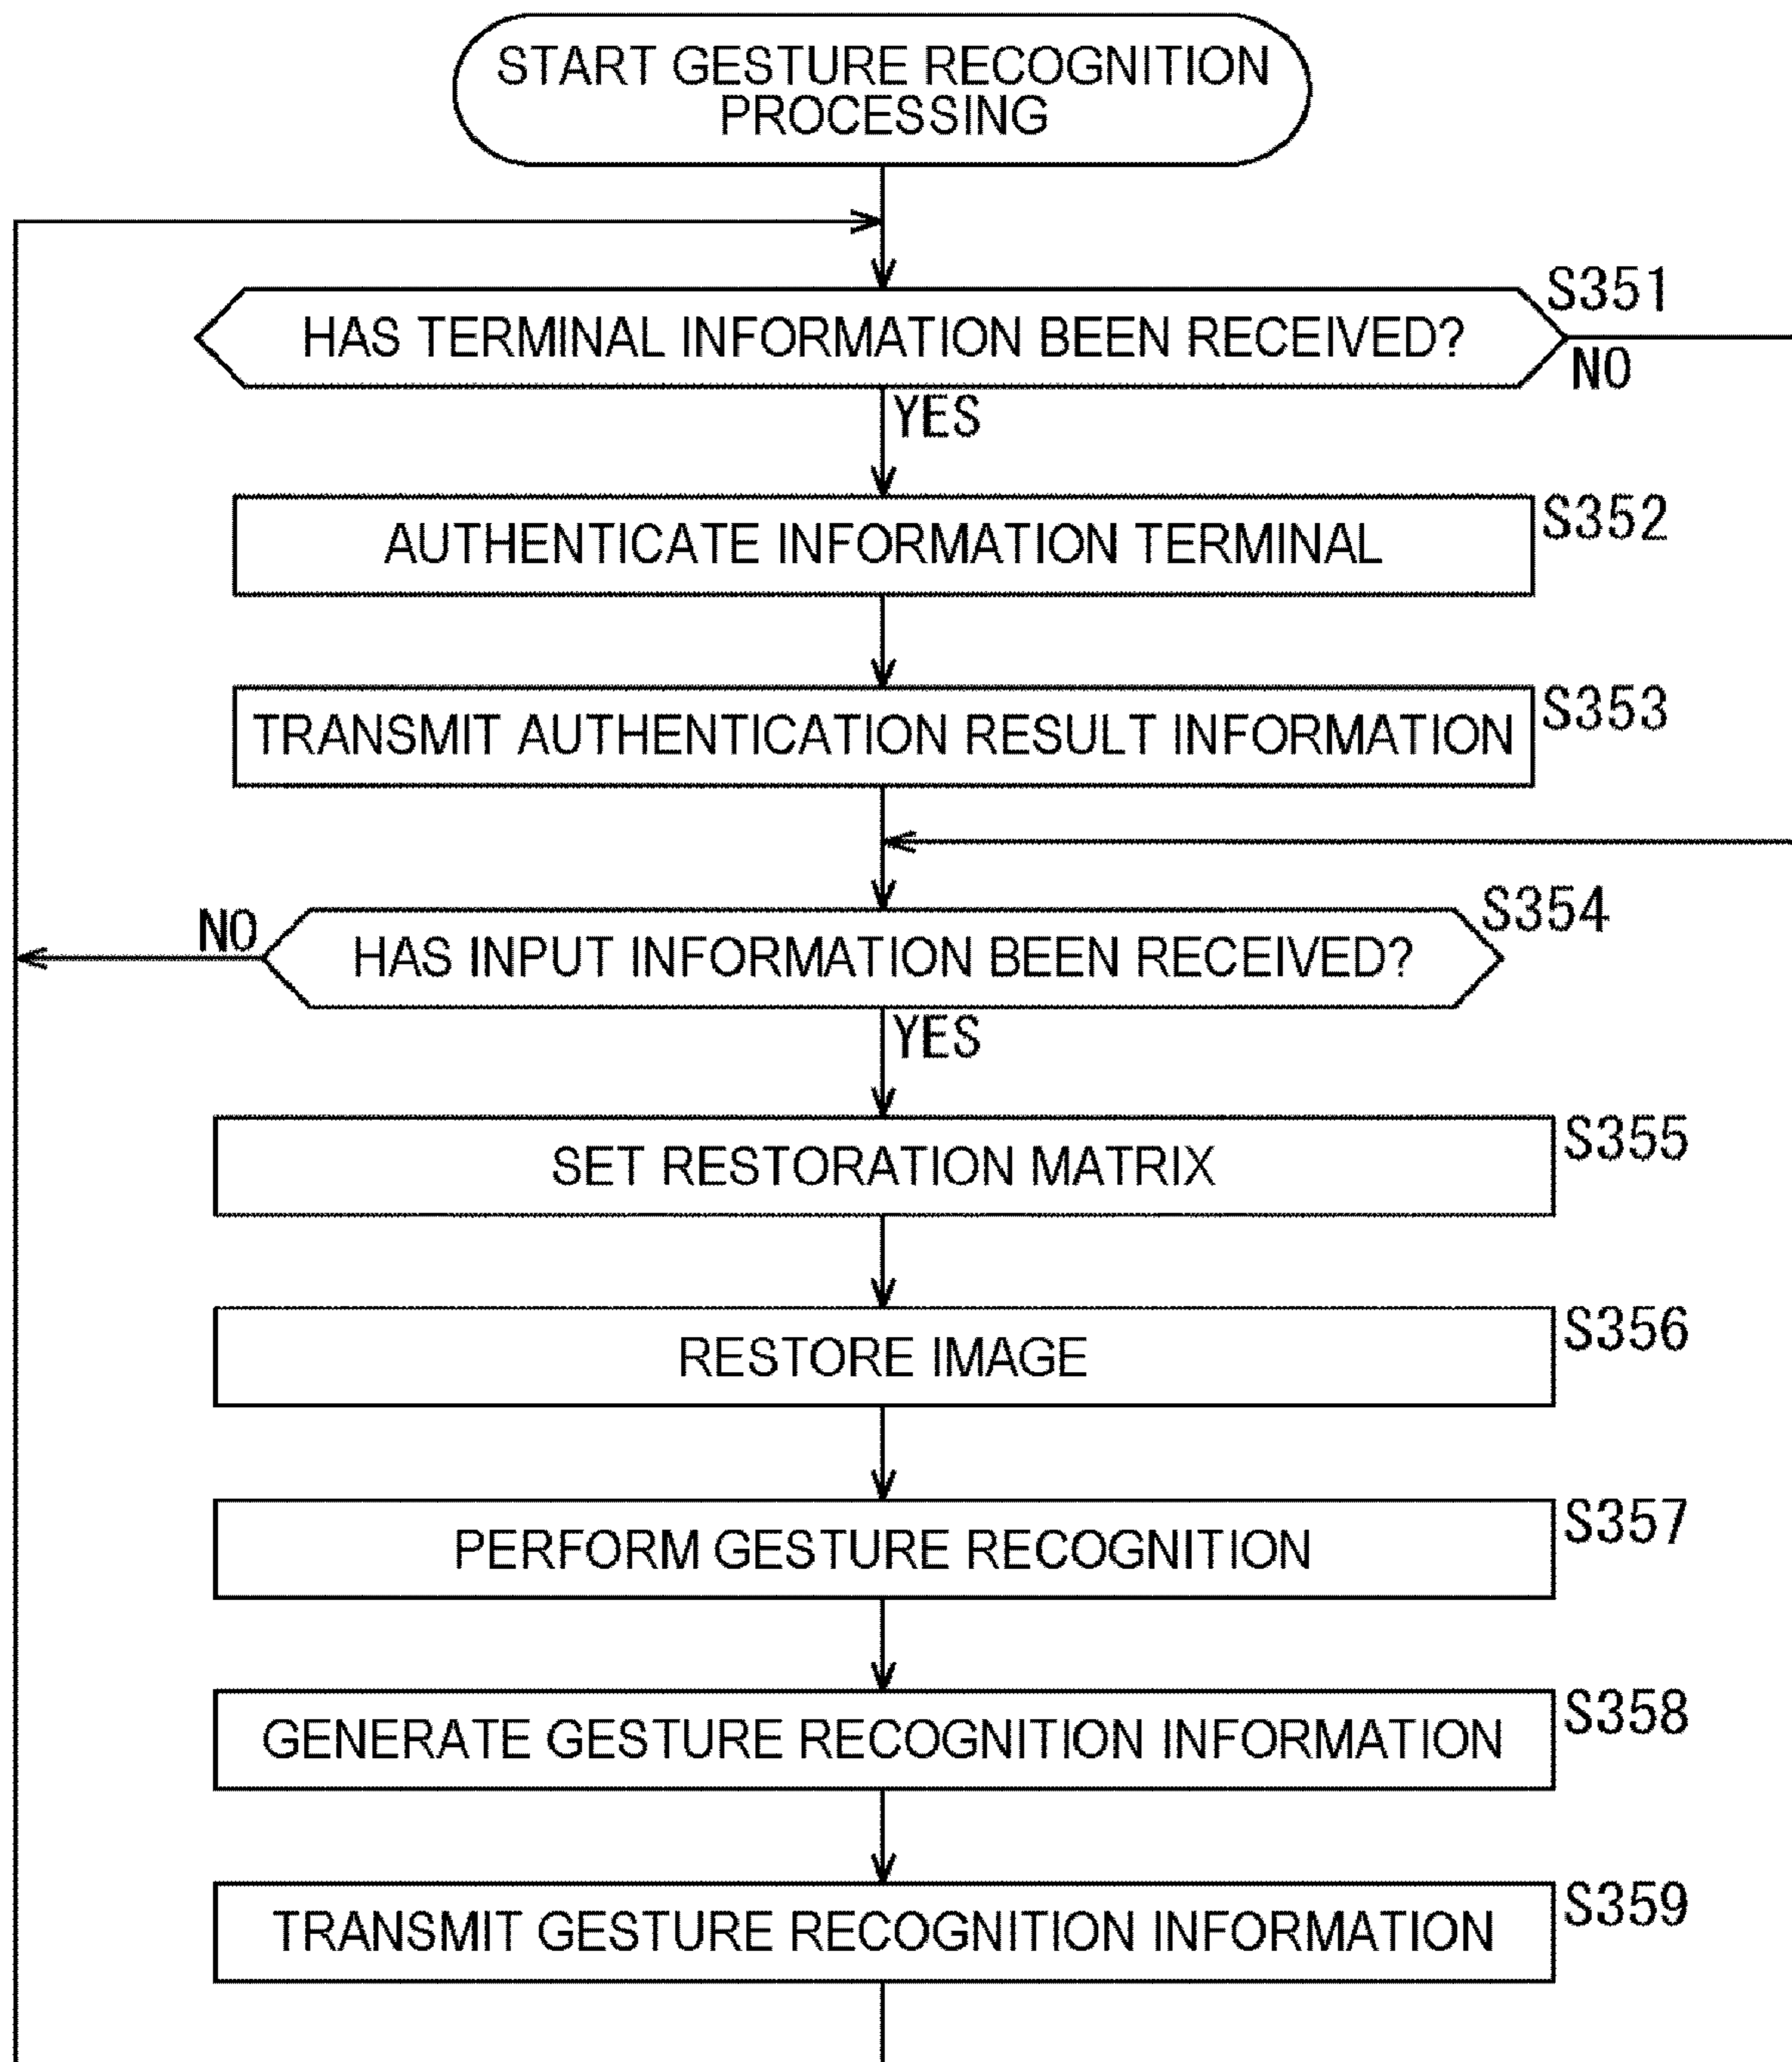 START GESTURE RECOGNITION
PROCESSING
S351
HAS TERMINAL INFORMATION BEEN RECEIVED?
NO
YES
S352
AUTHENTICATE INFORMATION TERMINAL
S353
TRANSMIT AUTHENTICATION RESULT INFORMATION
S354
NO
HAS INPUT INFORMATION BEEN RECEIVED?
YES
S355
SET RESTORATION MATRIX
S356
RESTORE IMAGE
S357
PERFORM GESTURE RECOGNITION
S358
GENERATE GESTURE RECOGNITION INFORMATION
S359
TRANSMIT GESTURE RECOGNITION INFORMATION